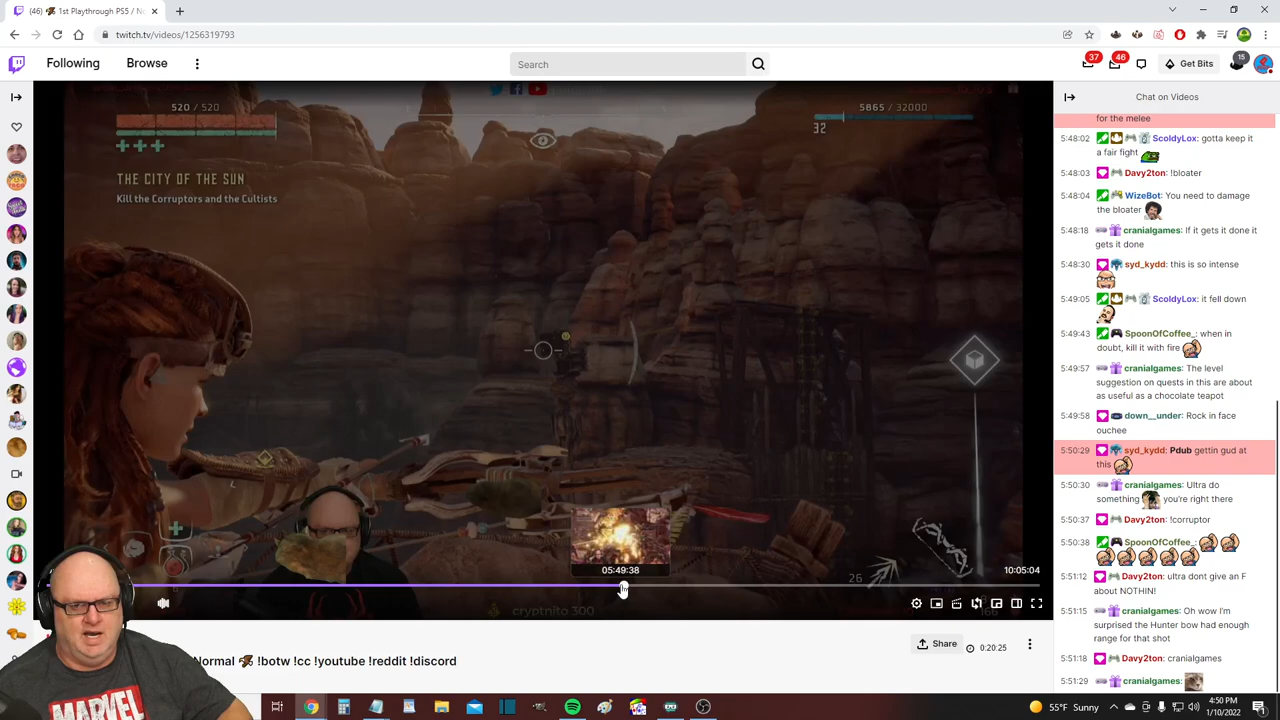 (46) 🐗 1st Playthrough PS5 / No
twitch.tv/videos/1256319793
Following
Browse
Search
37
46
Get Bits
15
520 / 520
THE CITY OF THE SUN
Kill the Corruptors and the Cultists
5865 / 32000
32
05:49:38
10:05:04
26
cryptnito 300
Normal 🐗 !botw !cc !youtube !reddit !discord
Share
0:20:25
MARVEL
Chat on Videos
for the melee
5:48:02 ScoldyLox: gotta keep it
a fair fight
5:48:03 Davy2ton: !bloater
5:48:04 WizeBot: You need to damage
the bloater
5:48:18 cranialgames: If it gets it done it
gets it done
5:48:30 syd_kydd: this is so intense
5:49:05 ScoldyLox: it fell down
5:49:43 SpoonOfCoffee_: when in
doubt, kill it with fire
5:49:57 cranialgames: The level
suggestion on quests in this are about
as useful as a chocolate teapot
5:49:58 down__under: Rock in face
ouchee
5:50:29 syd_kydd: Pdub gettin gud at
this
5:50:30 cranialgames: Ultra do
something you're right there
5:50:37 Davy2ton: !corruptor
5:50:38 SpoonOfCoffee_:
5:51:12 Davy2ton: ultra dont give an F
about NOTHIN!
5:51:15 cranialgames: Oh wow I'm
surprised the Hunter bow had enough
range for that shot
5:51:18 Davy2ton: cranialgames
5:51:29 cranialgames:
55°F Sunny
4:50 PM
1/10/2022